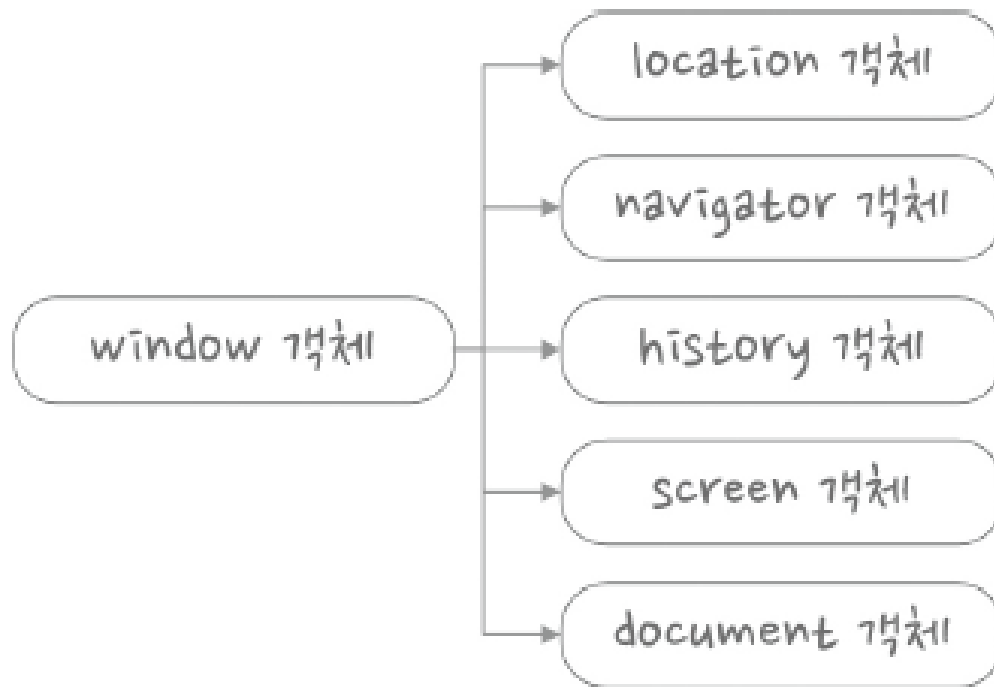 location 객체
navigator 객체
window 객체
history 객체
screen 객체
document 객체